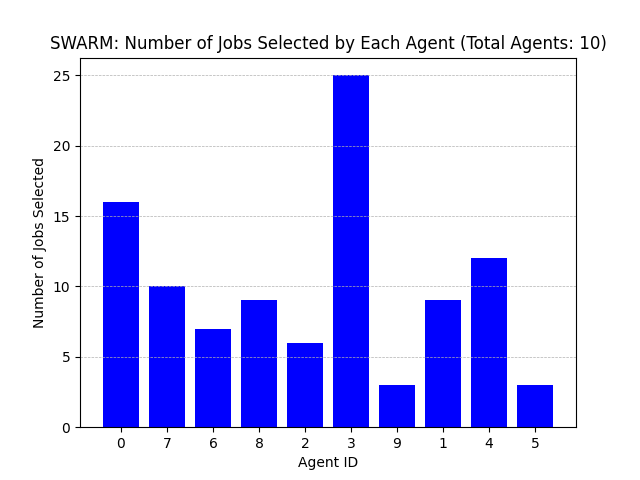 SWARM: Number of Jobs Selected by Each Agent (Total Agents: 10)
Number of Jobs Selected
25
20
15
10
5
0
0 7 6 8 2 3 9 1 4 5
Agent ID